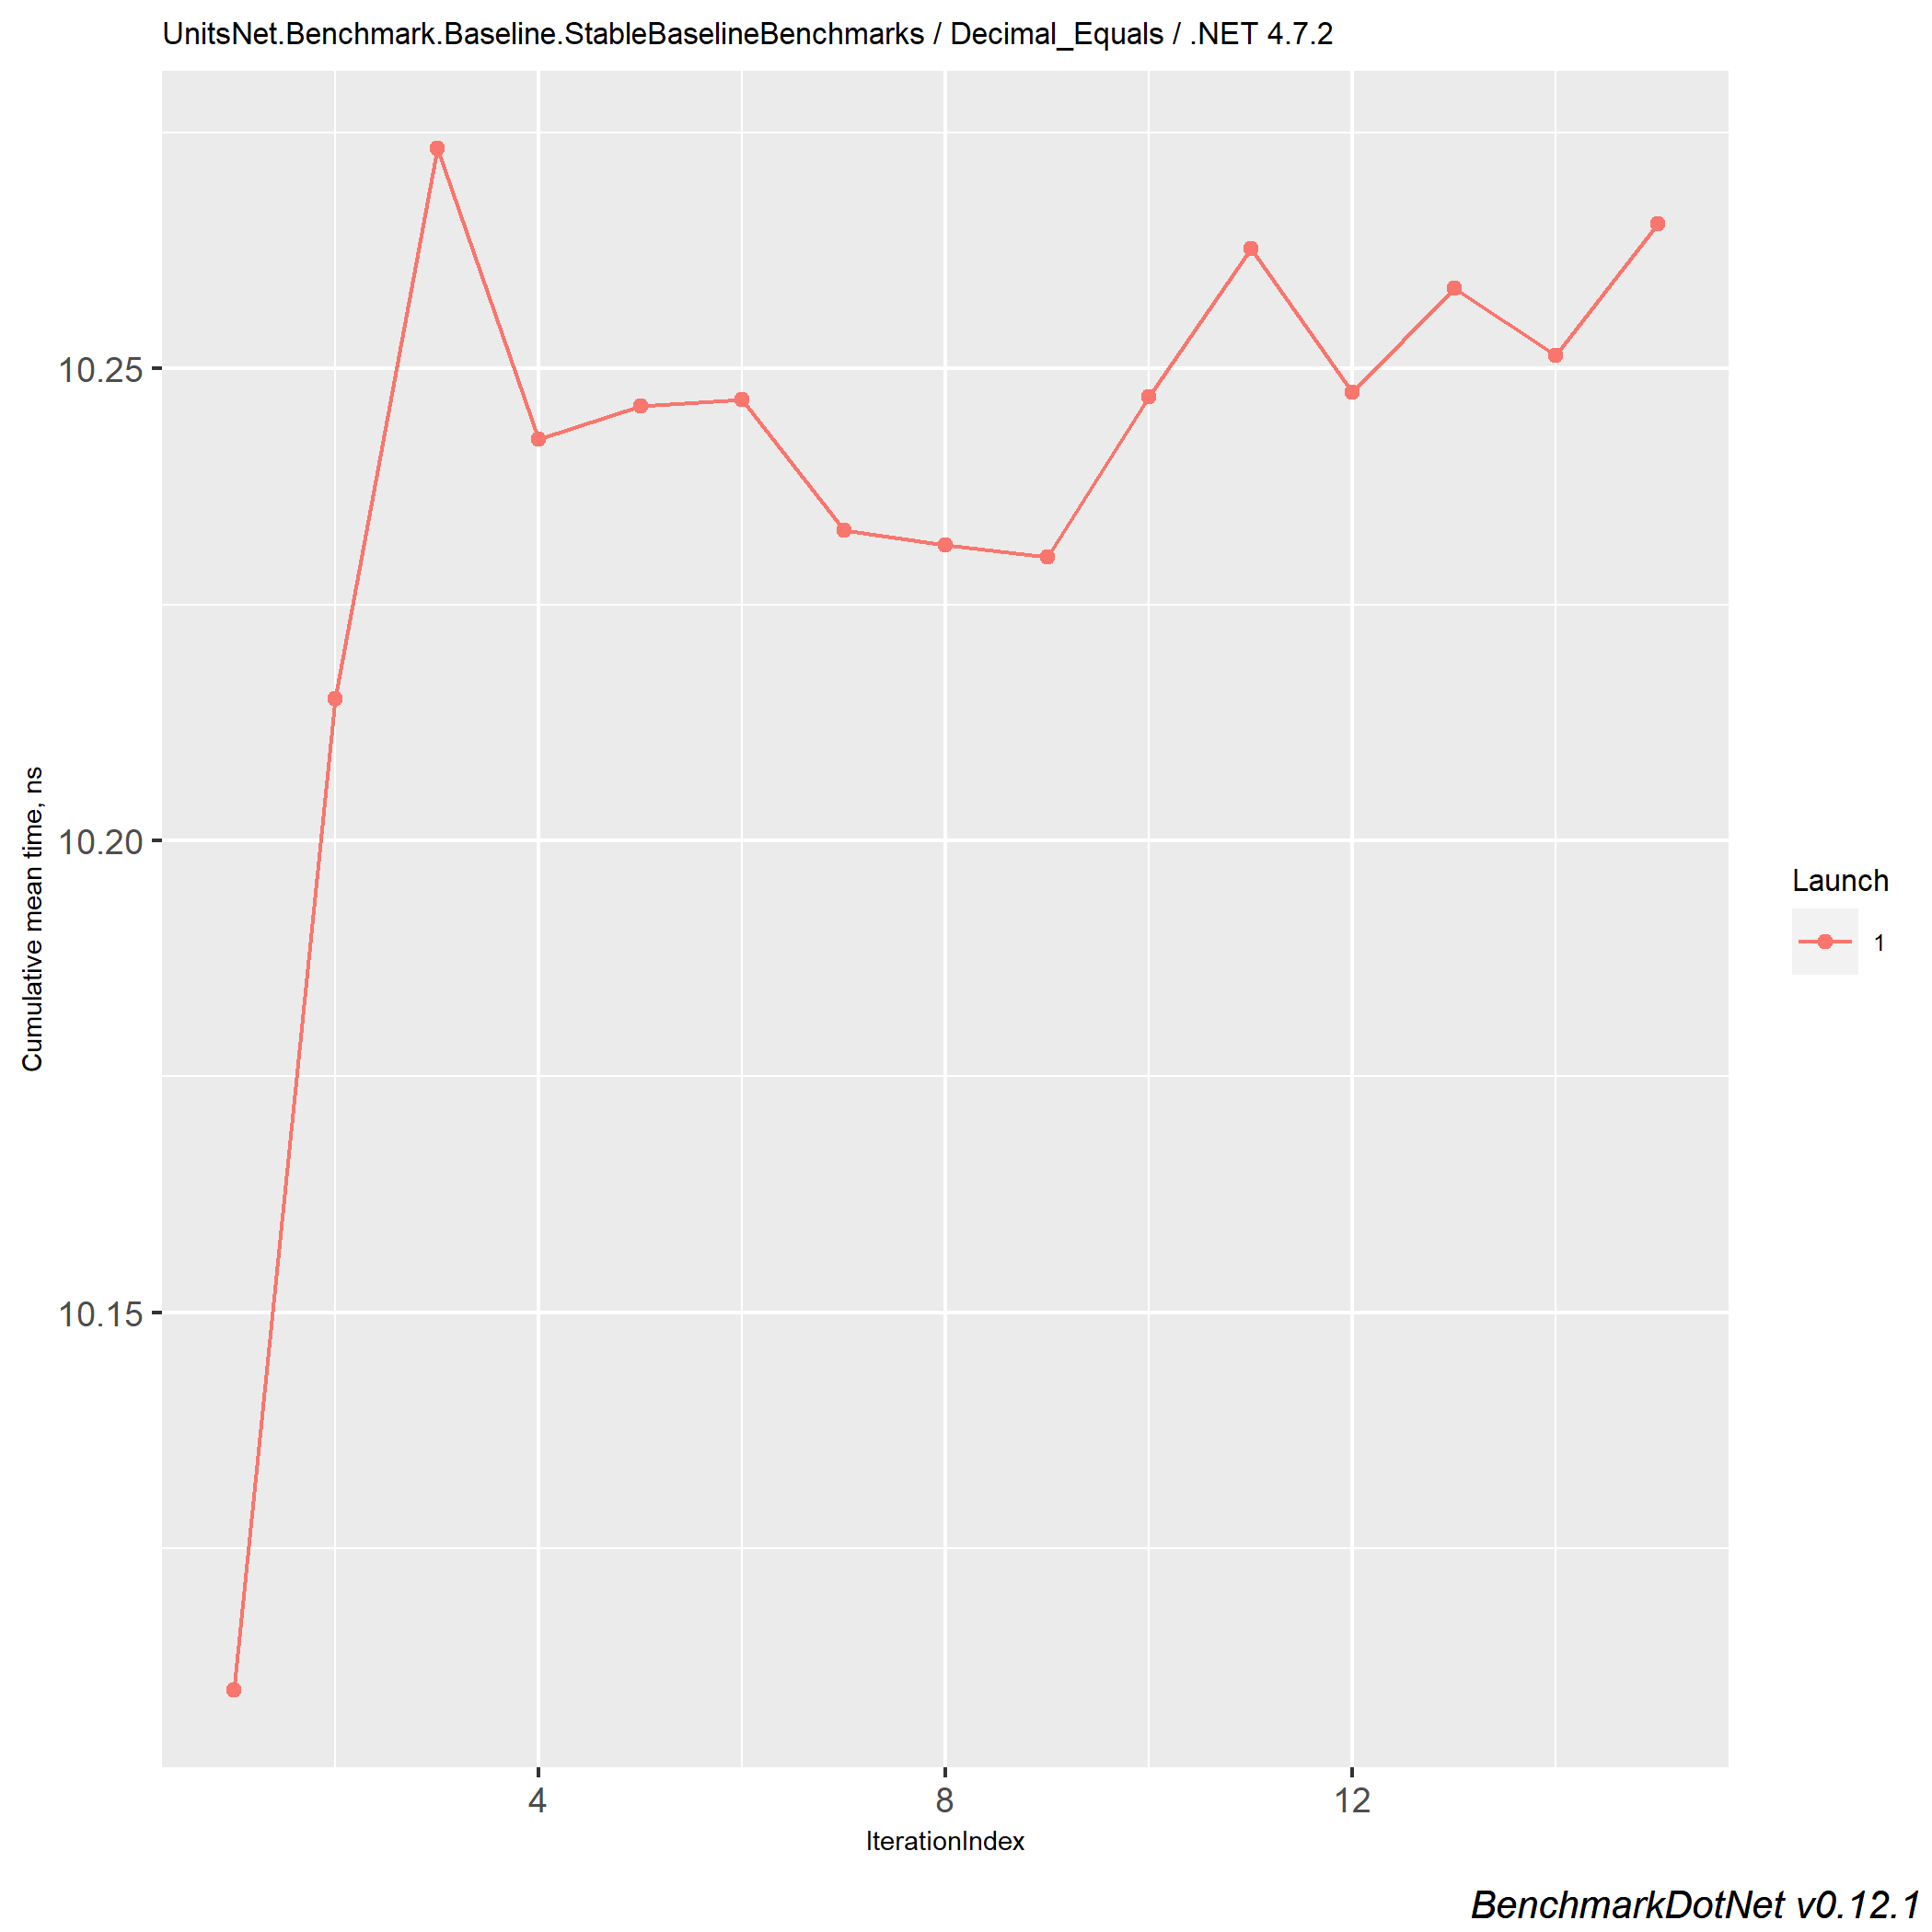 UnitsNet.Benchmark.Baseline.StableBaselineBenchmarks / Decimal_Equals / .NET 4.7.2
Cumulative mean time, ns
10.25
10.20
10.15
4
8
12
IterationIndex
Launch
1
BenchmarkDotNet v0.12.1